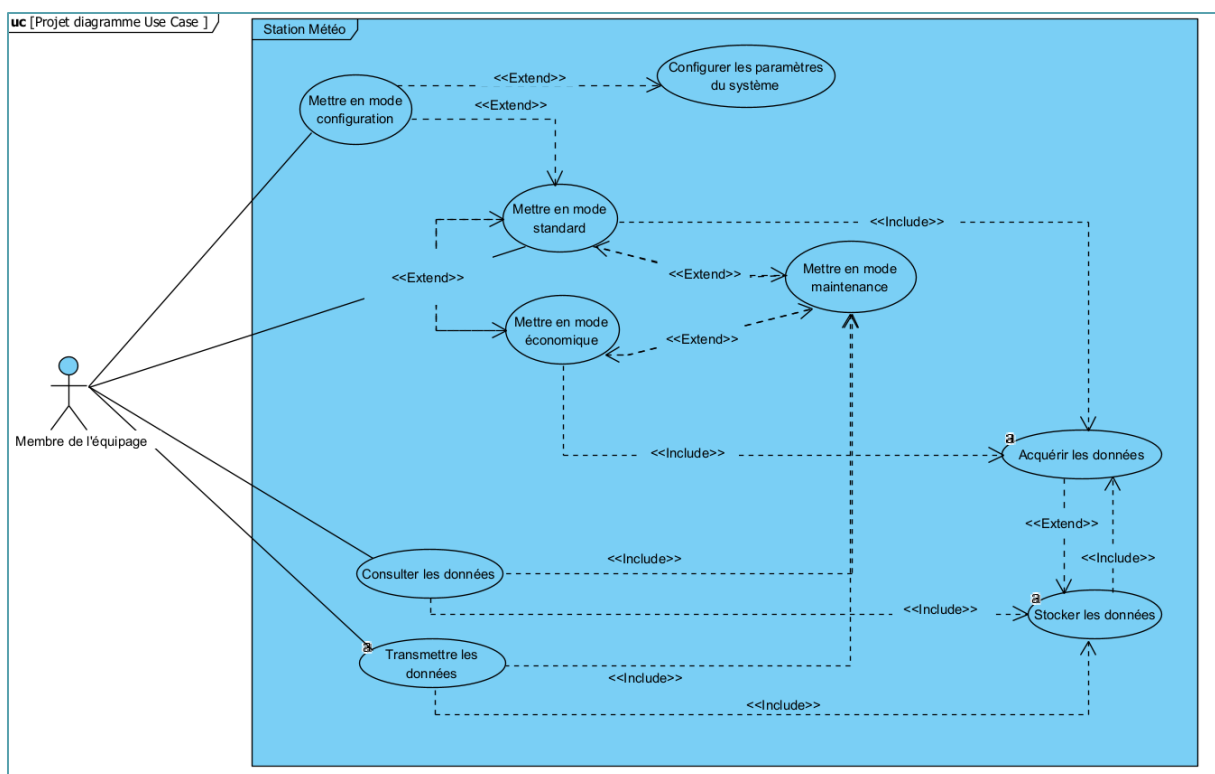 uc [Projet diagramme Use Case ]
Station Météo
Configurer les paramètres
du système
<<Extend>>
Mettre en mode
configuration
<<Extend>>
Mettre en mode
standard
<<Include>>
<<Extend>>
<<Extend>>
Mettre en mode
maintenance
Mettre en mode
économique
<<Extend>>
Membre de l'équipage
<<Include>>
a
Acquérir les données
<<Extend>>
<<Include>>
<<Include>>
Consulter les données
<<Include>>
a
Stocker les données
a
Transmettre les
données
<<Include>>
<<Include>>